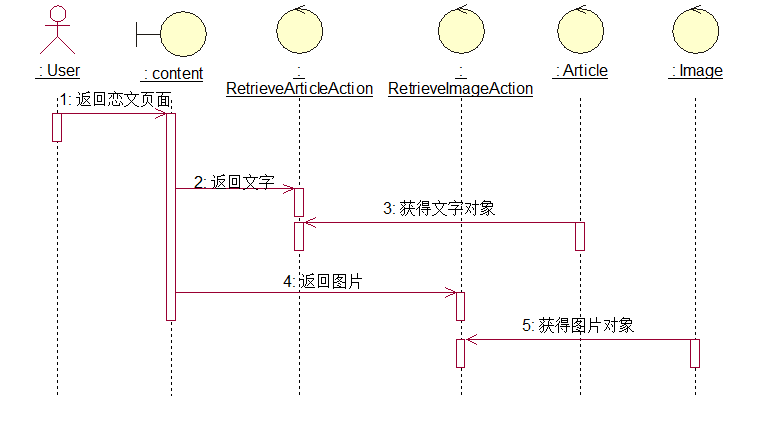 : User
: content
:
RetrieveArticleAction
:
RetrieveImageAction
: Article
: Image
1: 返回恋文页面
2: 返回文字
3: 获得文字对象
4: 返回图片
5: 获得图片对象